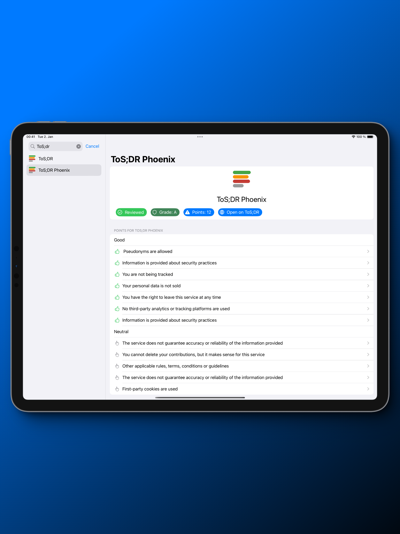 09:41 Tue 2. Jan
100 %
ToS;dr
Cancel
ToS;DR
ToS;DR Phoenix
ToS;DR Phoenix
ToS;DR Phoenix
Reviewed
Grade: A
Points: 12
Open on ToS;DR
POINTS FOR TOS;DR PHOENIX
Good
Pseudonyms are allowed
Information is provided about security practices
You are not being tracked
Your personal data is not sold
You have the right to leave this service at any time
No third-party analytics or tracking platforms are used
Information is provided about security practices
Neutral
The service does not guarantee accuracy or reliability of the information provided
You cannot delete your contributions, but it makes sense for this service
Other applicable rules, terms, conditions or guidelines
The service does not guarantee accuracy or reliability of the information provided
First-party cookies are used